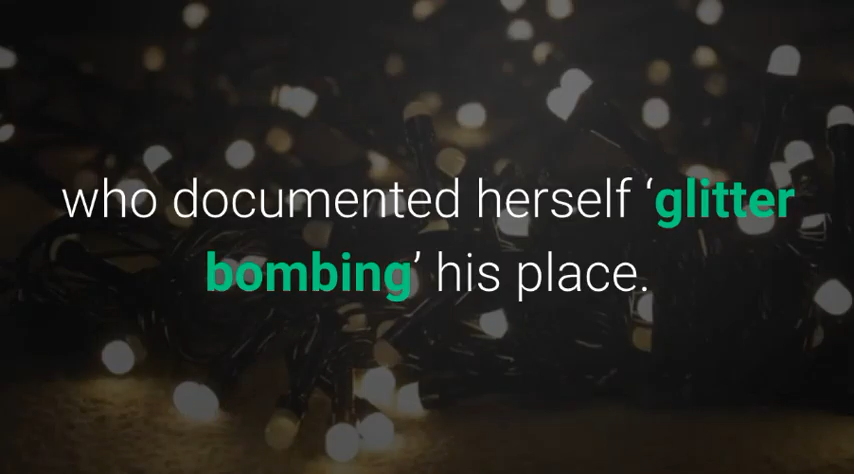 who documented herself ‘glitter
bombing’ his place.